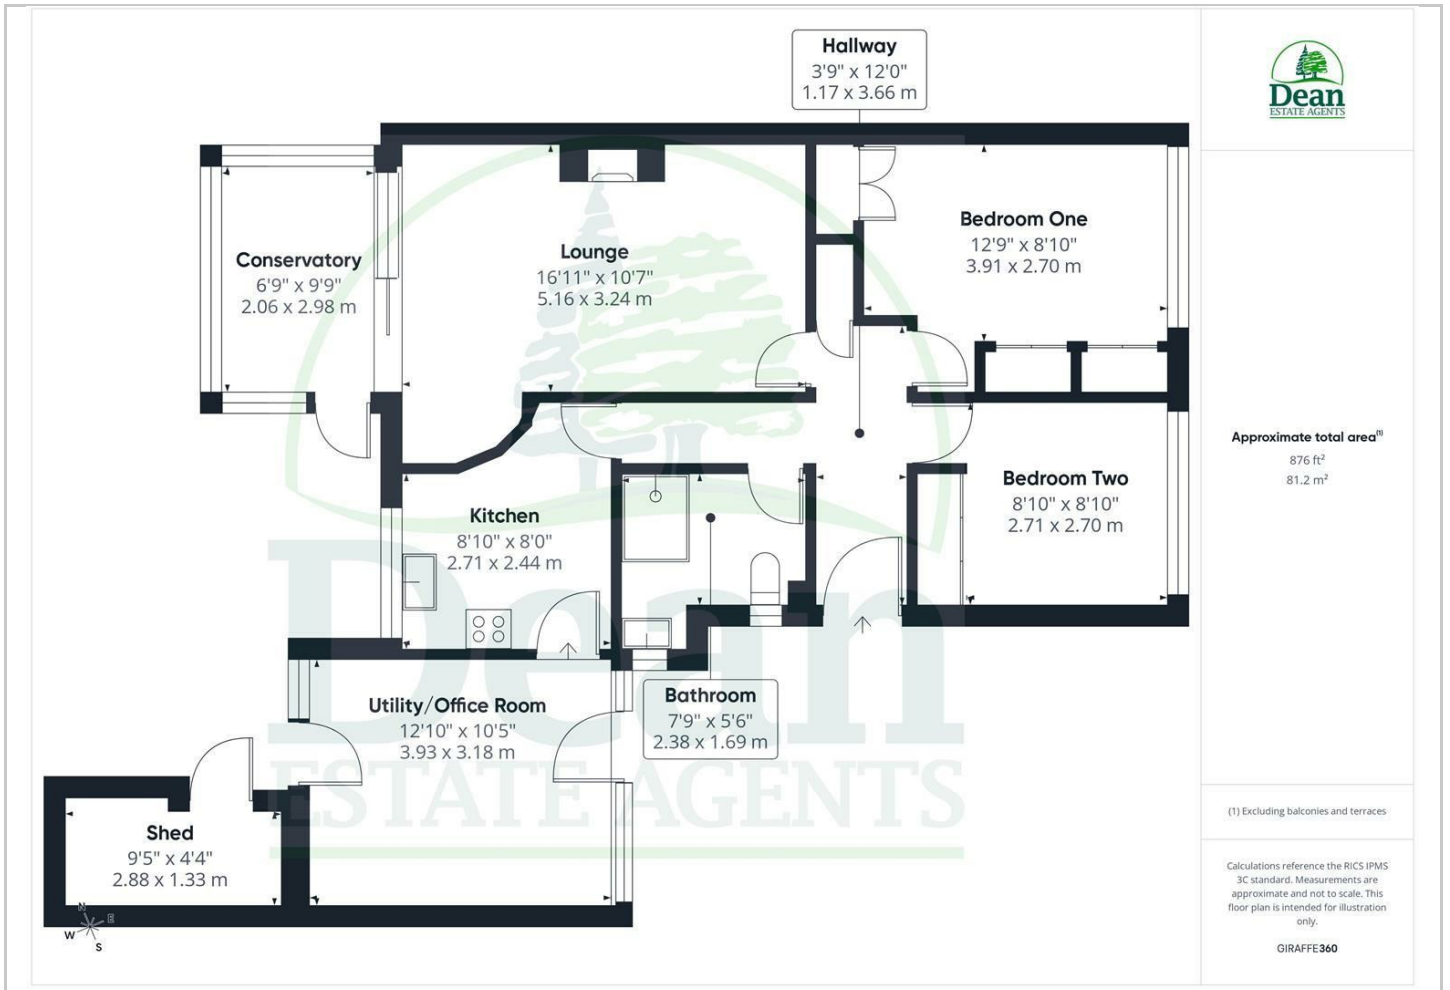 Hallway
3'9" x 12'0"
1.17 x 3.66 m
Dean
ESTATE AGENTS
Bedroom One
12'9" x 8'10"
3.91 x 2.70 m
Lounge
16'11" x 10'7"
5.16 x 3.24 m
Conservatory
6'9" x 9'9"
2.06 x 2.98 m
Approximate total area(1)
876 ft²
81.2 m²
Bedroom Two
8'10" x 8'10"
2.71 x 2.70 m
Kitchen
8'10" x 8'0"
2.71 x 2.44 m
Dean
ESTATE AGENTS
Utility/Office Room
12'10" x 10'5"
3.93 x 3.18 m
Bathroom
7'9" x 5'6"
2.38 x 1.69 m
Shed
9'5" x 4'4"
2.88 x 1.33 m
N
E
W
S
(1) Excluding balconies and terraces
Calculations reference the RICS IPMS
3C standard. Measurements are
approximate and not to scale. This
floor plan is intended for illustration
only.
GIRAFFE360